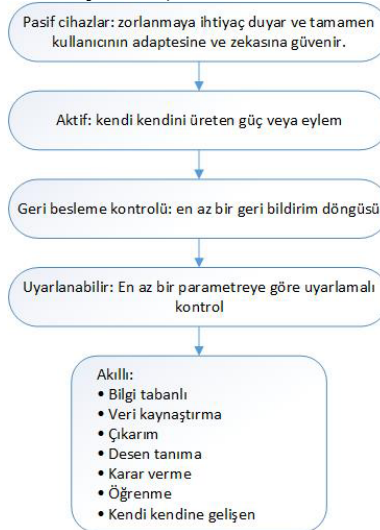 Pasif cihazlar: zorlanmaya ihtiyaç duyar ve tamamen
kullanıcının adaptesine ve zekasına güvenir.
Aktif: kendi kendini üreten güç veya eylem
Geri besleme kontrolü: en az bir geri bildirim döngüsü
Uyarlanabilir: En az bir parametreye göre uyarlamalı
kontrol
Akıllı:
• Bilgi tabanlı
• Veri kaynaştırma
• Çıkarım
• Desen tanıma
• Karar verme
• Öğrenme
• Kendi kendine gelişen